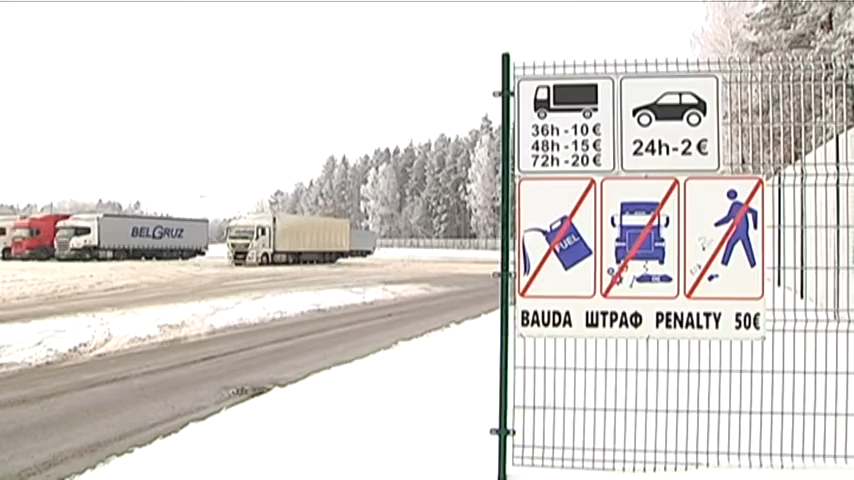 36h-10€
48h-15€
72h-20€
24h-2€
FUEL
BAUDA ШТРАФ PENALTY 50€
BELGRUZ